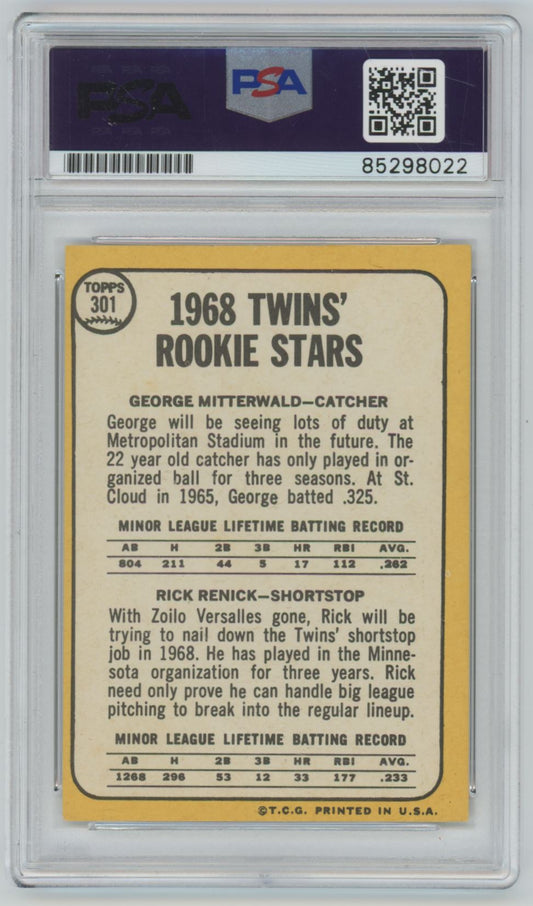 PSA
PSA
85298022
TOPPS
301
1968 TWINS'
ROOKIE STARS
GEORGE MITTERWALD—CATCHER
George will be seeing lots of duty at
Metropolitan Stadium in the future. The
22 year old catcher has only played in or-
ganized ball for three seasons. At St.
Cloud in 1965, George batted .325.
MINOR LEAGUE LIFETIME BATTING RECORD
AB H 2B 3B HR RBI AVG.
804 211 44 5 17 112 .262
RICK RENICK—SHORTSTOP
With Zoilo Versalles gone, Rick will be
trying to nail down the Twins' shortstop
job in 1968. He has played in the Minne-
sota organization for three years. Rick
need only prove he can handle big league
pitching to break into the regular lineup.
MINOR LEAGUE LIFETIME BATTING RECORD
AB H 2B 3B HR RBI AVG.
1268 296 53 12 33 177 .233
©T.C.G. PRINTED IN U.S.A.